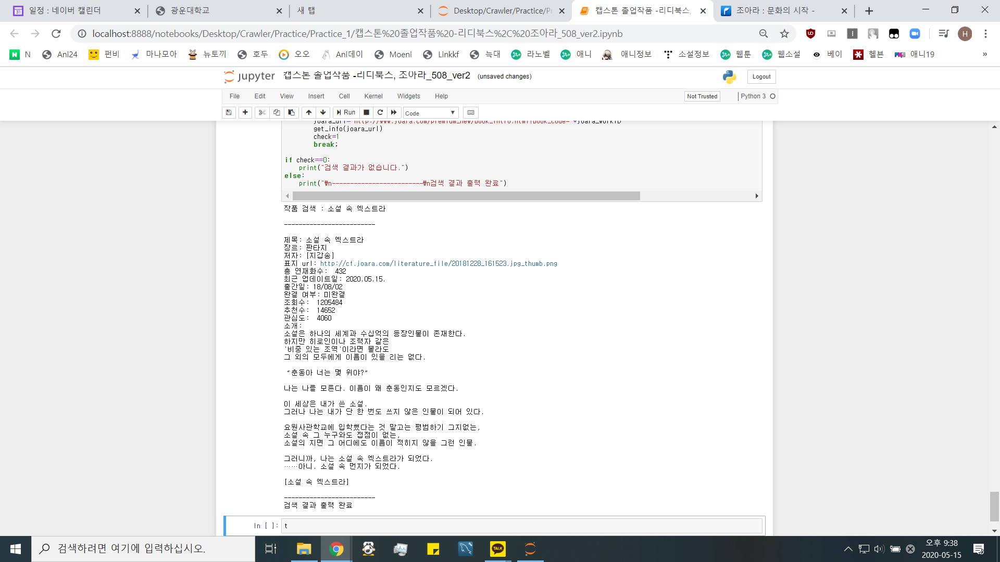 일정 : 네이버 캘린더
광운대학교
새 탭
Desktop/Crawler/Practice/Pr
캡스톤 졸업작품 -리디북스,
조아라 : 문화의 시작 -
localhost:8888/notebooks/Desktop/Crawler/Practice/Practice_1/캡스톤%20졸업작품%20-리디북스%2C%20조아라_508_ver2.ipynb
H
N N Ani24 펀비 마나모아 뉴토끼 호두 오오 Ani데이 Moeni Linkkf 늑대 라노벨 애니 애니정보 소설정보 웹툰 웹소설 베이 헬븐 애니19 »
jupyter 캡스톤 졸업작품 -리디북스, 조아라_508_ver2 (unsaved changes) Logout
File Edit View Insert Cell Kernel Widgets Help Not Trusted Python 3
Run Code
joara_url="http://www.joara.com/premium_new/book_intro.html?book_code="+joara_workID
get_info(joara_url)
check=1
break;
if check==0:
print("검색 결과가 없습니다.")
else:
print("₩n-------------------------₩n검색 결과 출력 완료")
작품 검색 : 소설 속 엑스트라
-------------------------
제목: 소설 속 엑스트라
장르: 판타지
저자: [지갑송]
표지 url: http://cf.joara.com/literature_file/20181228_161523.jpg_thumb.png
총 연재화수: 432
최근 업데이트일: 2020.05.15.
출간일: 18/08/02
완결 여부: 미완결
조회수: 1205484
추천수: 14652
관심도: 4060
소개:
소설은 하나의 세계과 수십억의 등장인물이 존재한다.
하지만 히로인이나 조력자 같은
'비중 있는 조역'이라면 몰라도
그 외의 모두에게 이름이 있을 리는 없다.
“춘동아 너는 몇 위야?”
나는 나를 모른다. 이름이 왜 춘동인지도 모르겠다.
이 세상은 내가 쓴 소설.
그러나 나는 내가 단 한 번도 쓰지 않은 인물이 되어 있다.
요원사관학교에 입학했다는 것 말고는 평범하기 그지없는,
소설 속 그 누구와도 접점이 없는,
소설의 지면 그 어디에도 이름이 적히지 않을 그런 인물.
그러니까, 나는 소설 속 엑스트라가 되었다.
……아니. 소설 속 먼지가 되었다.
[소설 속 엑스트라]
-------------------------
검색 결과 출력 완료
In [ ]: t
검색하려면 여기에 입력하십시오.
TALK
오후 9:38
2020-05-15